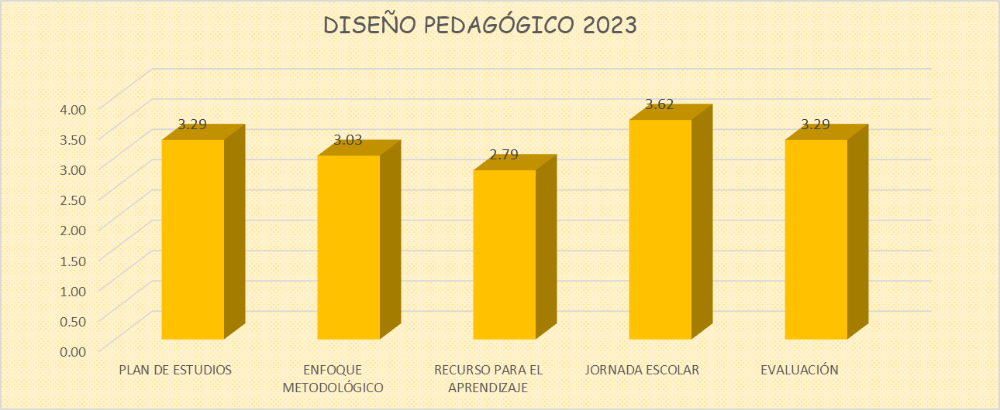 DISEÑO PEDAGÓGICO 2023
4.00
3.50
3.00
2.50
2.00
1.50
1.00
0.50
0.00
3.29
3.03
2.79
3.62
3.29
PLAN DE ESTUDIOS
ENFOQUE
METODOLÓGICO
RECURSO PARA EL
APRENDIZAJE
JORNADA ESCOLAR
EVALUACIÓN